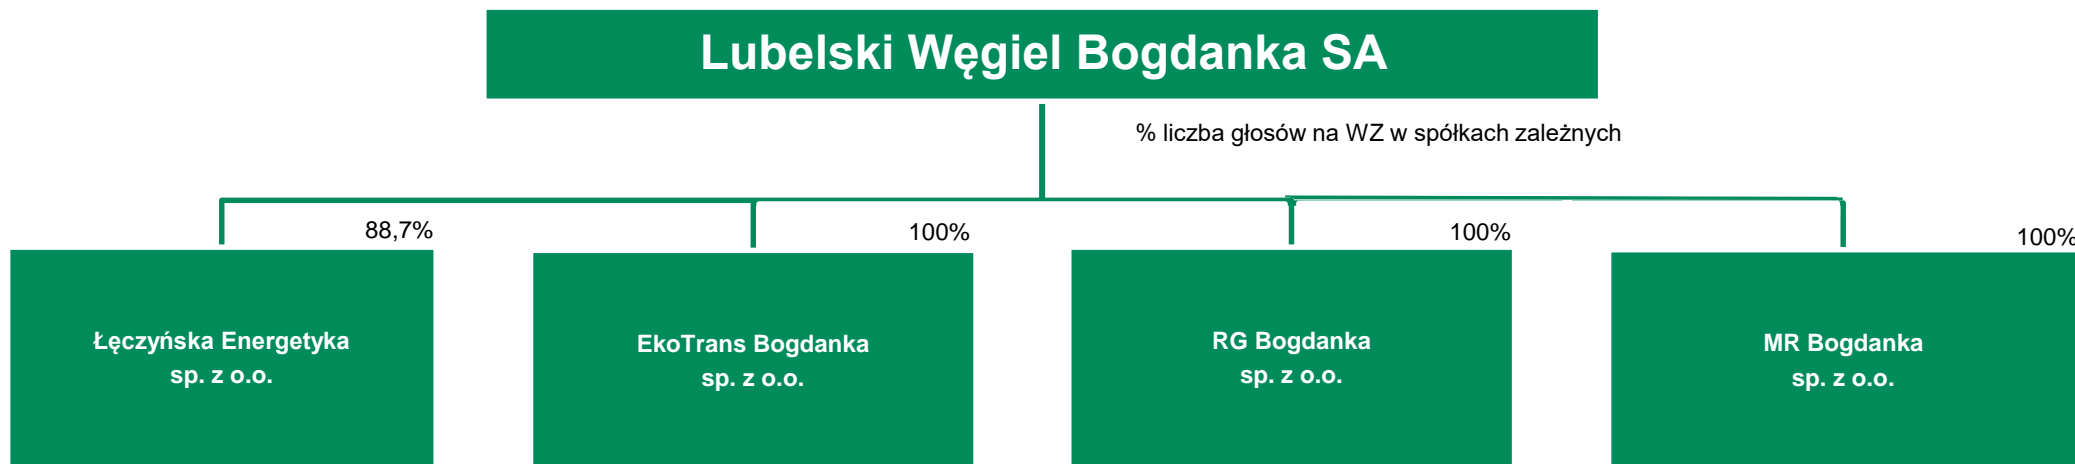 Lubelski Węgiel Bogdanka SA
% liczba głosów na WZ w spółkach zależnych
88,7%
100%
100%
100%
Łęczyńska Energetyka
sp. z o.o.
EkoTrans Bogdanka
sp. z o.o.
RG Bogdanka
sp. z o.o.
MR Bogdanka
sp. z o.o.